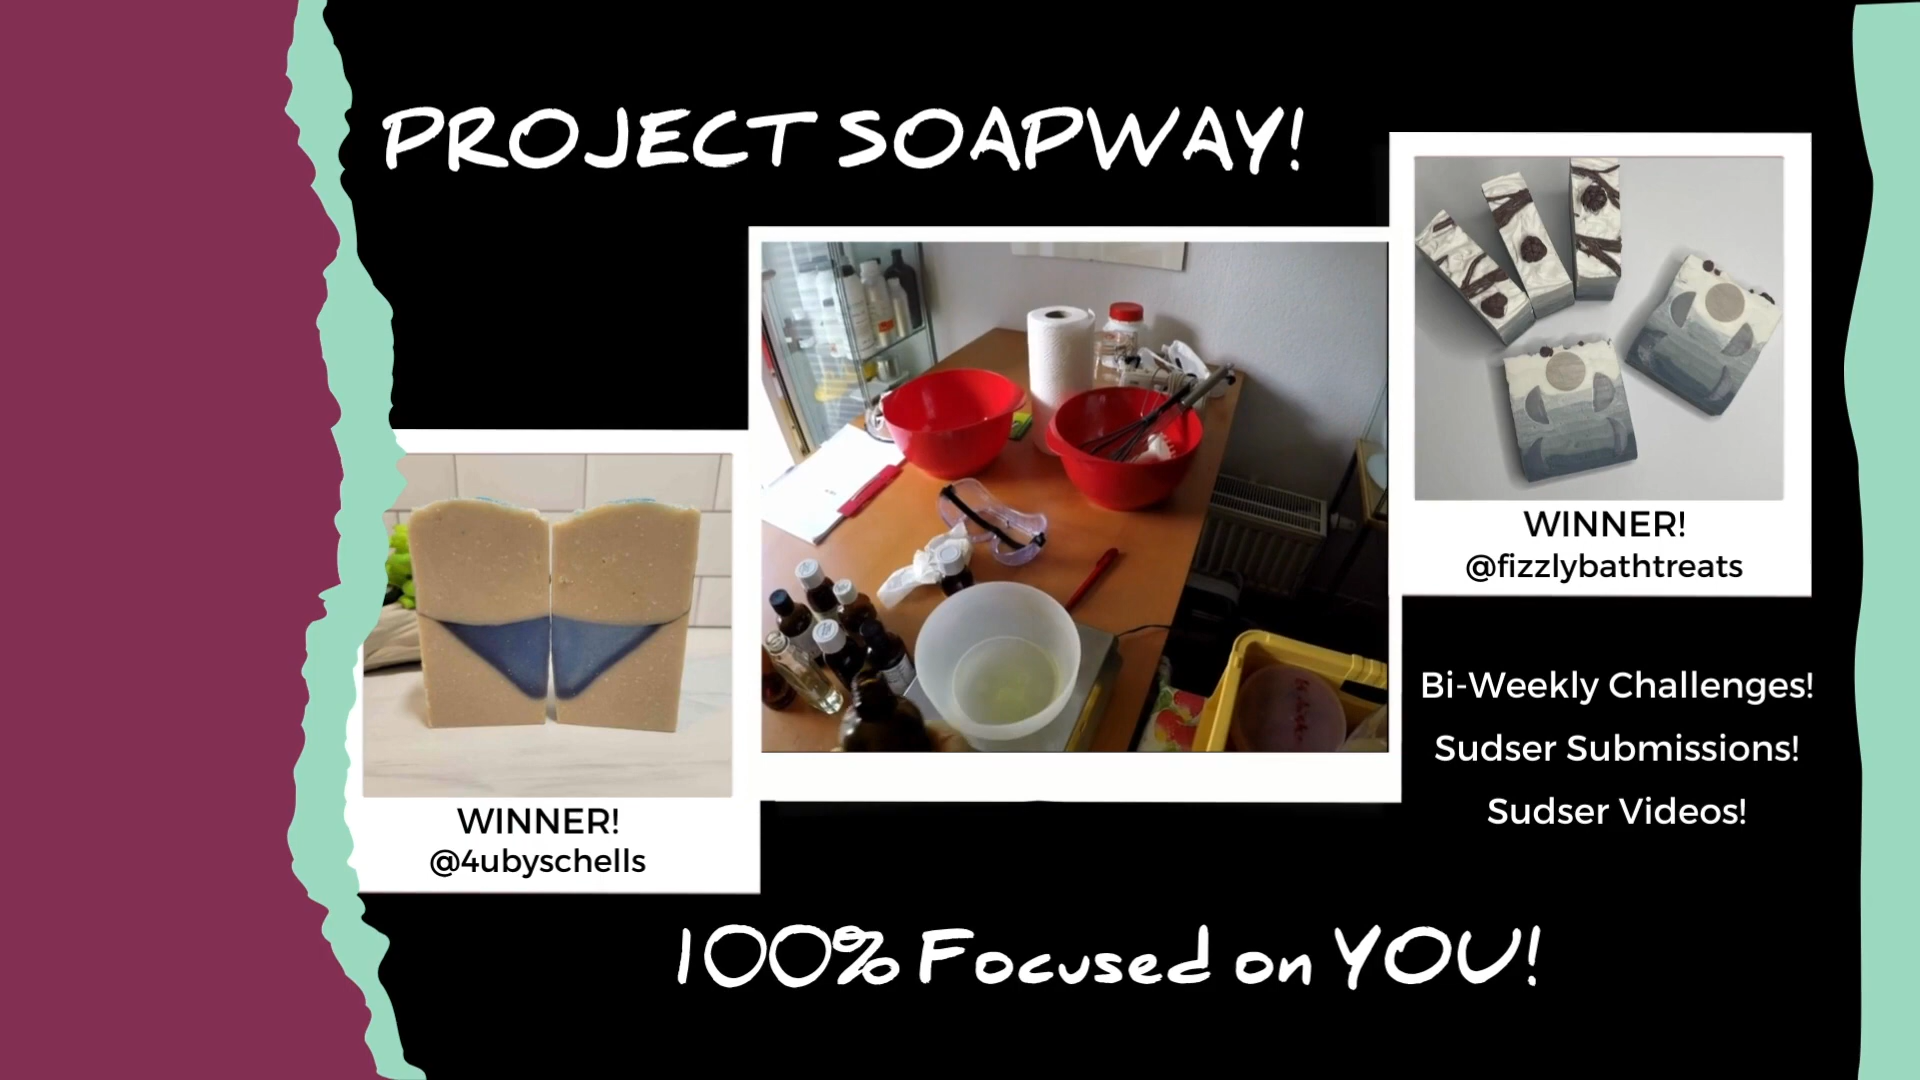 PROJECT SOAPWAY!
WINNER!
@fizzlybathtreats
Bi-Weekly Challenges!
Sudser Submissions!
Sudser Videos!
WINNER!
@4ubyschells
100% Focused on YOU!